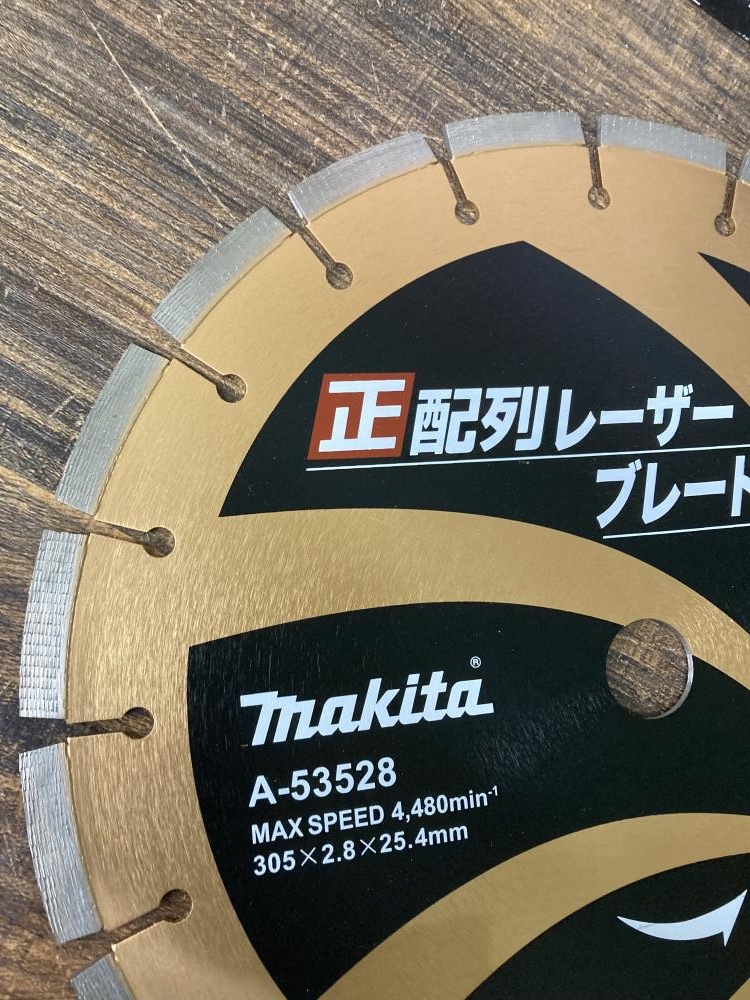 正配列レーザー
ブレード
makita®
A-53528
MAX SPEED 4,480min⁻¹
305×2.8×25.4mm